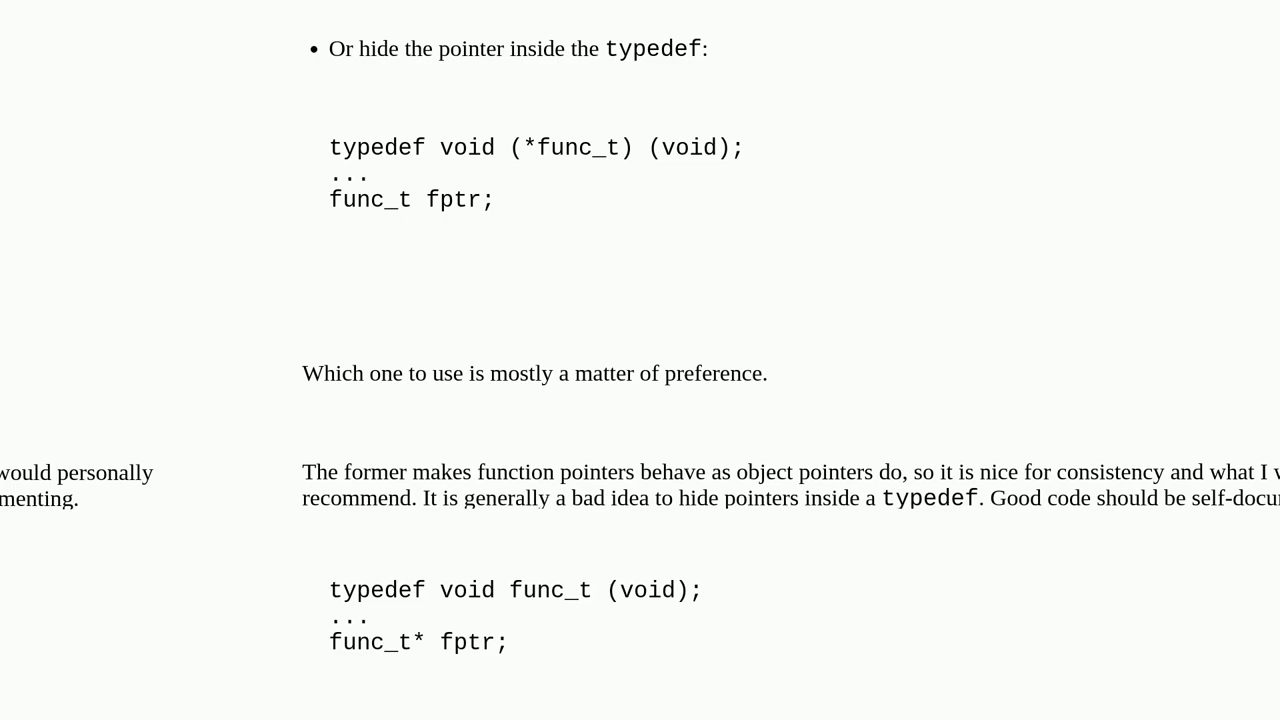 • Or hide the pointer inside the typedef:
typedef void (*func_t) (void);
...
func_t fptr;
Which one to use is mostly a matter of preference.
would personally
menting.
The former makes function pointers behave as object pointers do, so it is nice for consistency and what I
recommend. It is generally a bad idea to hide pointers inside a typedef. Good code should be self-docu
typedef void func_t (void);
...
func_t* fptr;